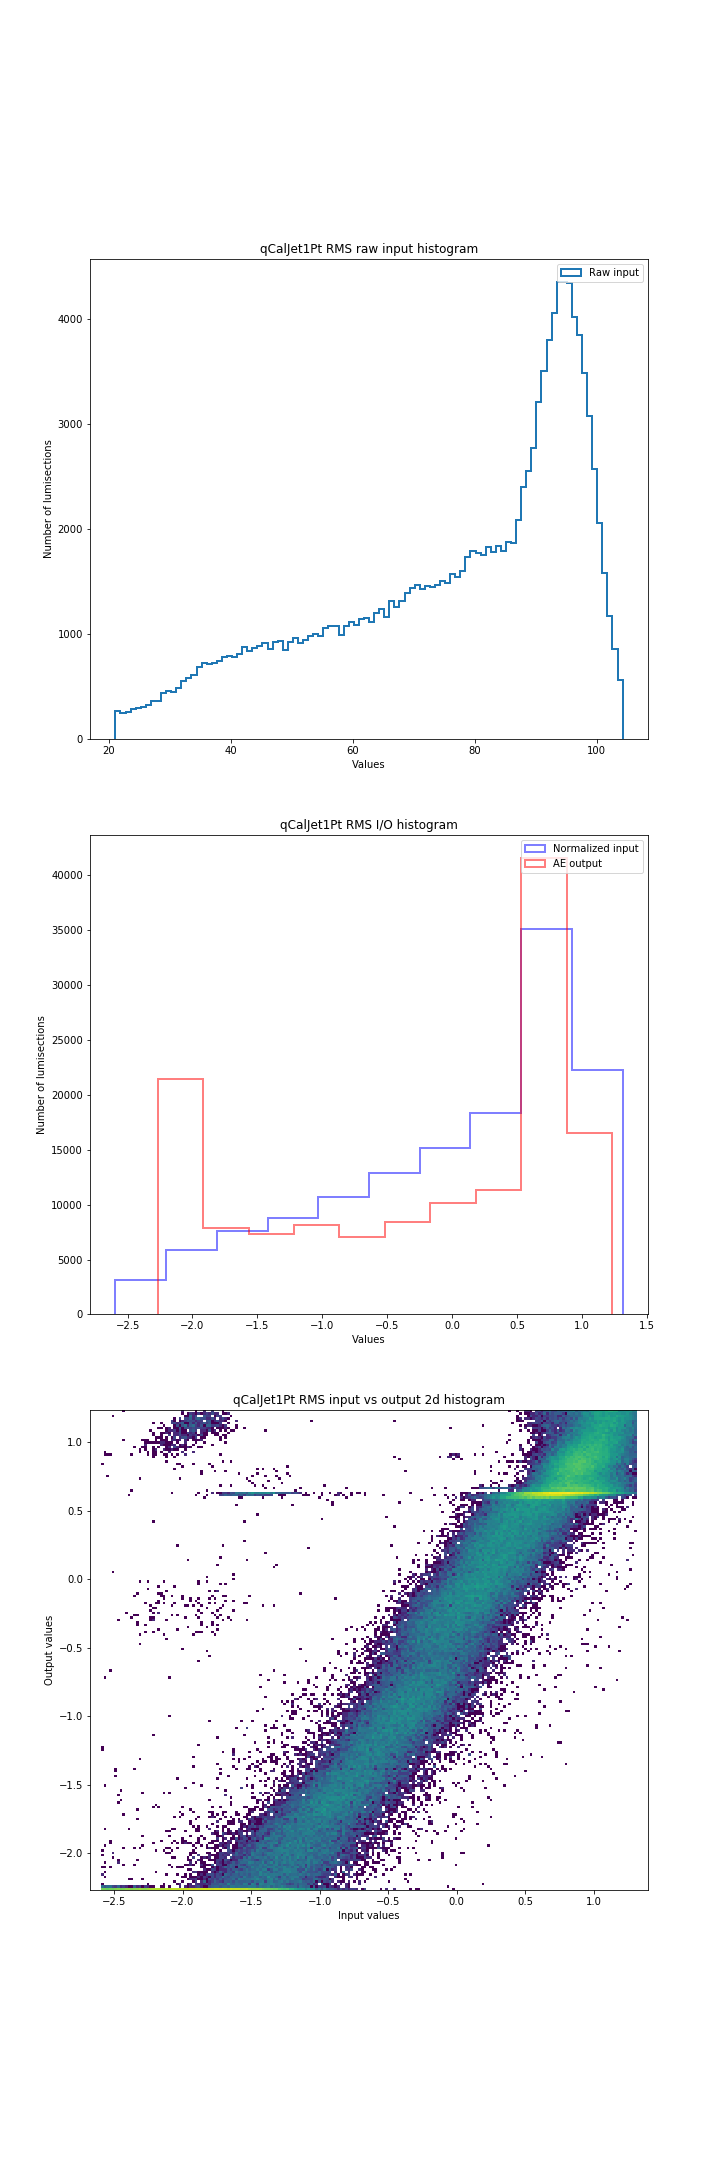 qCalJet1Pt RMS raw input histogram
Raw input
4000
3000
2000
1000
0
Number of lumisections
20 40 60 80 100
Values
qCalJet1Pt RMS I/O histogram
Normalized input
AE output
40000
35000
30000
25000
20000
15000
10000
5000
0
Number of lumisections
−2.5 −2.0 −1.5 −1.0 −0.5 0.0 0.5 1.0 1.5
Values
qCalJet1Pt RMS input vs output 2d histogram
1.0
0.5
0.0
−0.5
−1.0
−1.5
−2.0
Output values
−2.5 −2.0 −1.5 −1.0 −0.5 0.0 0.5 1.0
Input values